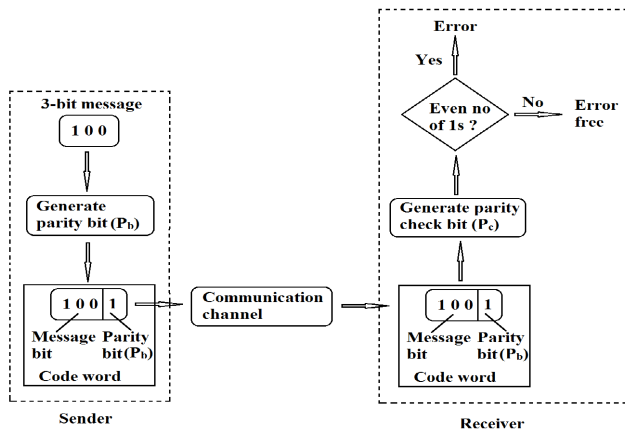 3-bit message
1 0 0
Generate
parity bit (Pb)
1 0 0 1
Message
bit
Parity
bit(Pb)
Code word
Sender
Communication
channel
Error
Yes
Even no
of 1s ?
No
Error
free
Generate parity
check bit (Pc)
1 0 0 1
Message
bit
Parity
bit(Pb)
Code word
Receiver